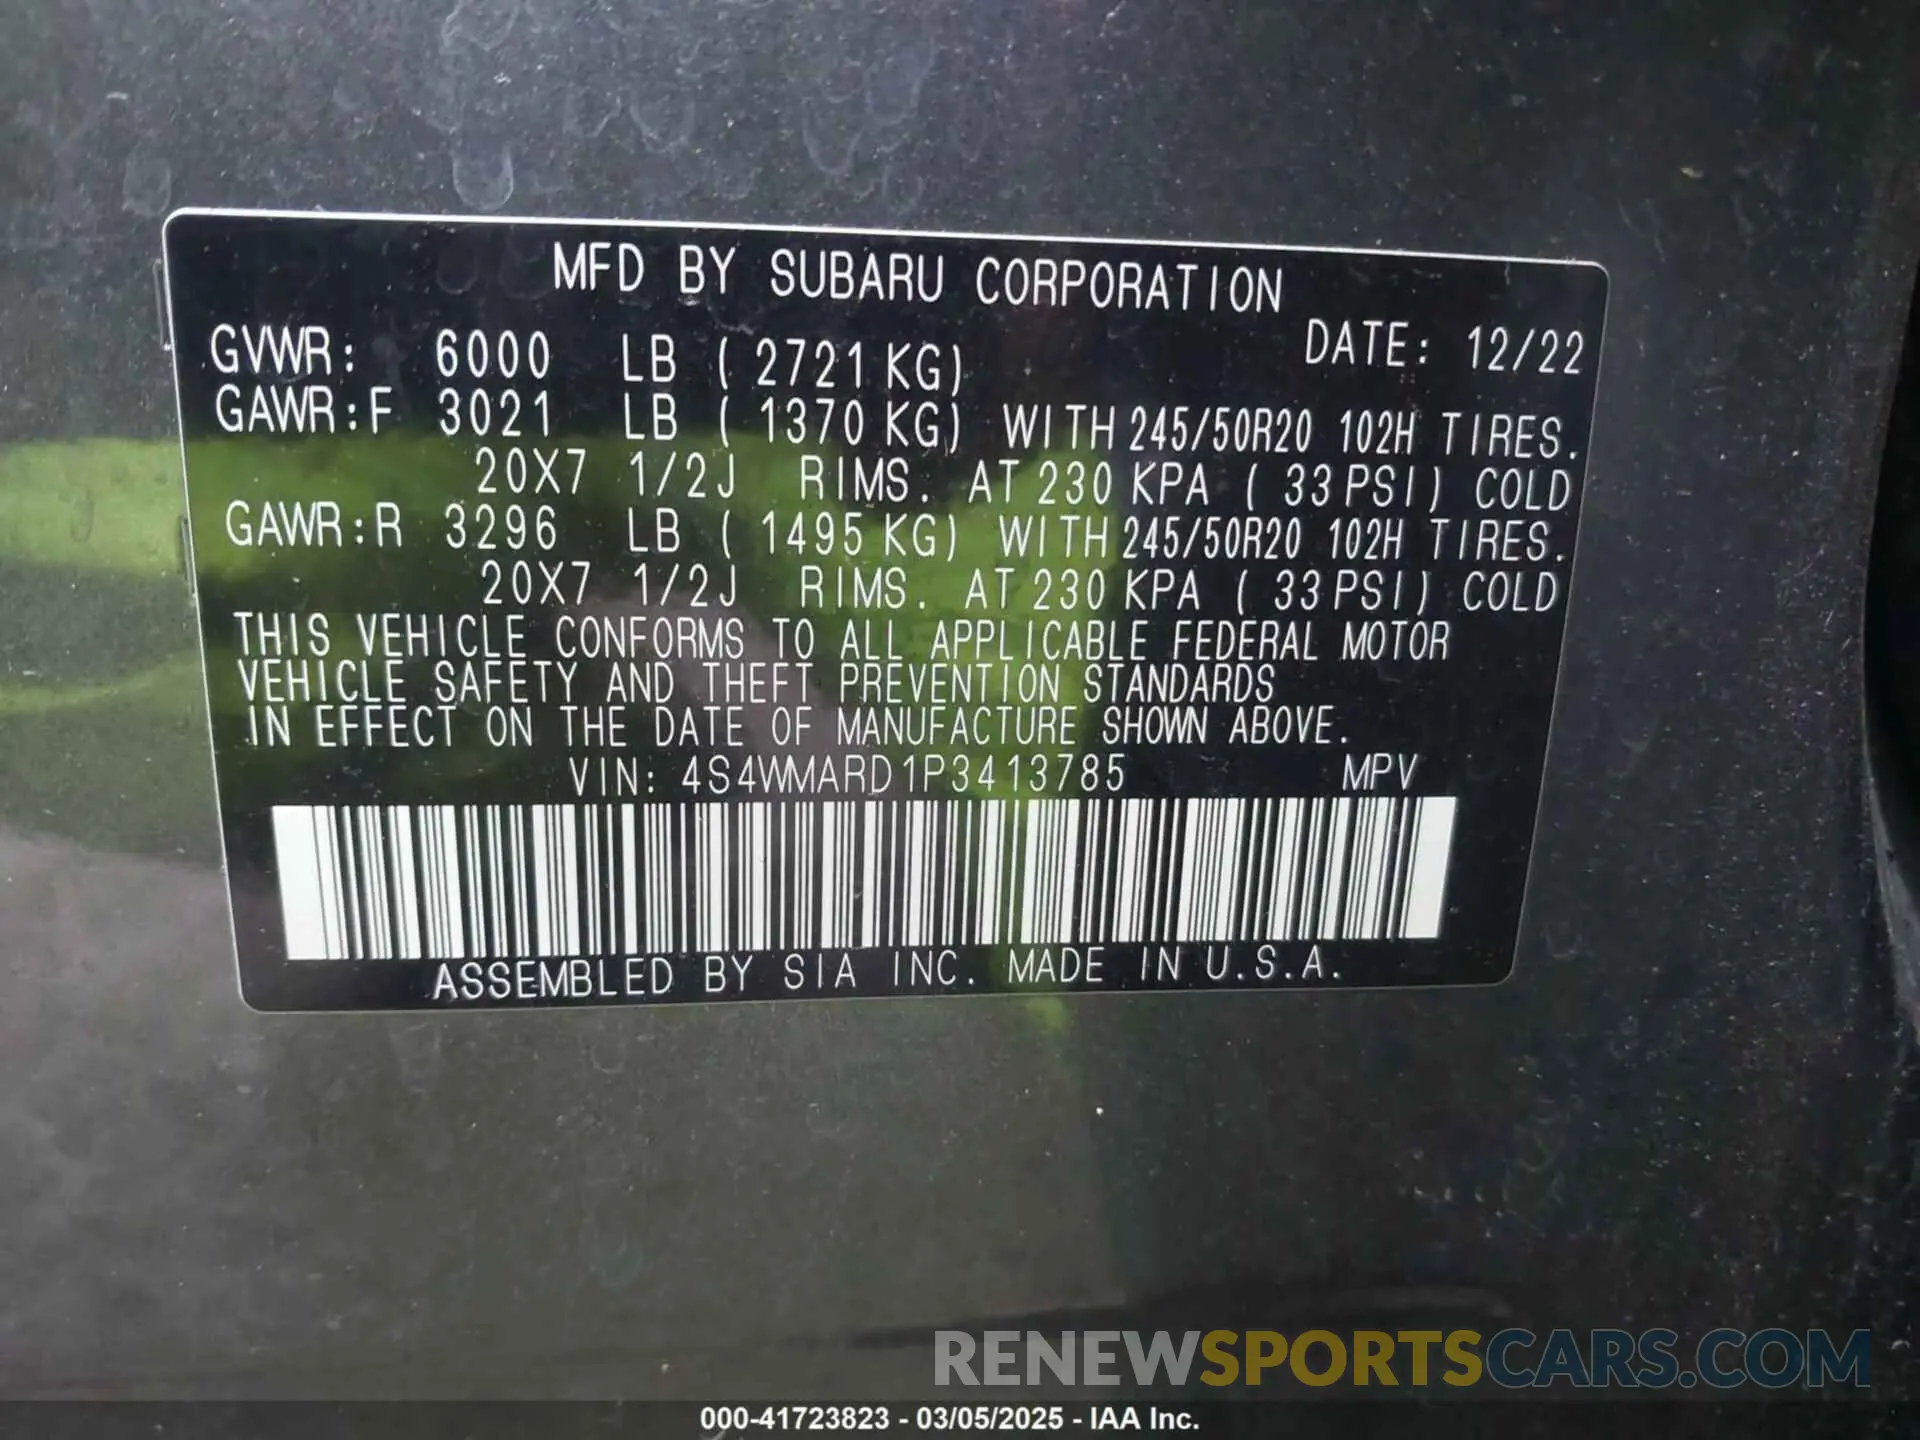 MFD BY SUBARU CORPORATION
DATE: 12/22
GVWR: 6000 LB ( 2721 KG)
GAWR:F 3021 LB ( 1370 KG) WITH 245/50R20 102H TIRES.
20X7 1/2J RIMS. AT 230 KPA ( 33 PSI) COLD
GAWR:R 3296 LB ( 1495 KG) WITH 245/50R20 102H TIRES.
20X7 1/2J RIMS. AT 230 KPA ( 33 PSI) COLD
THIS VEHICLE CONFORMS TO ALL APPLICABLE FEDERAL MOTOR
VEHICLE SAFETY AND THEFT PREVENTION STANDARDS
IN EFFECT ON THE DATE OF MANUFACTURE SHOWN ABOVE.
VIN: 4S4WMARD1P3413785 MPV
ASSEMBLED BY SIA INC. MADE IN U.S.A.
RENEWSPORTSCARS.COM
000-41723823 - 03/05/2025 - IAA Inc.